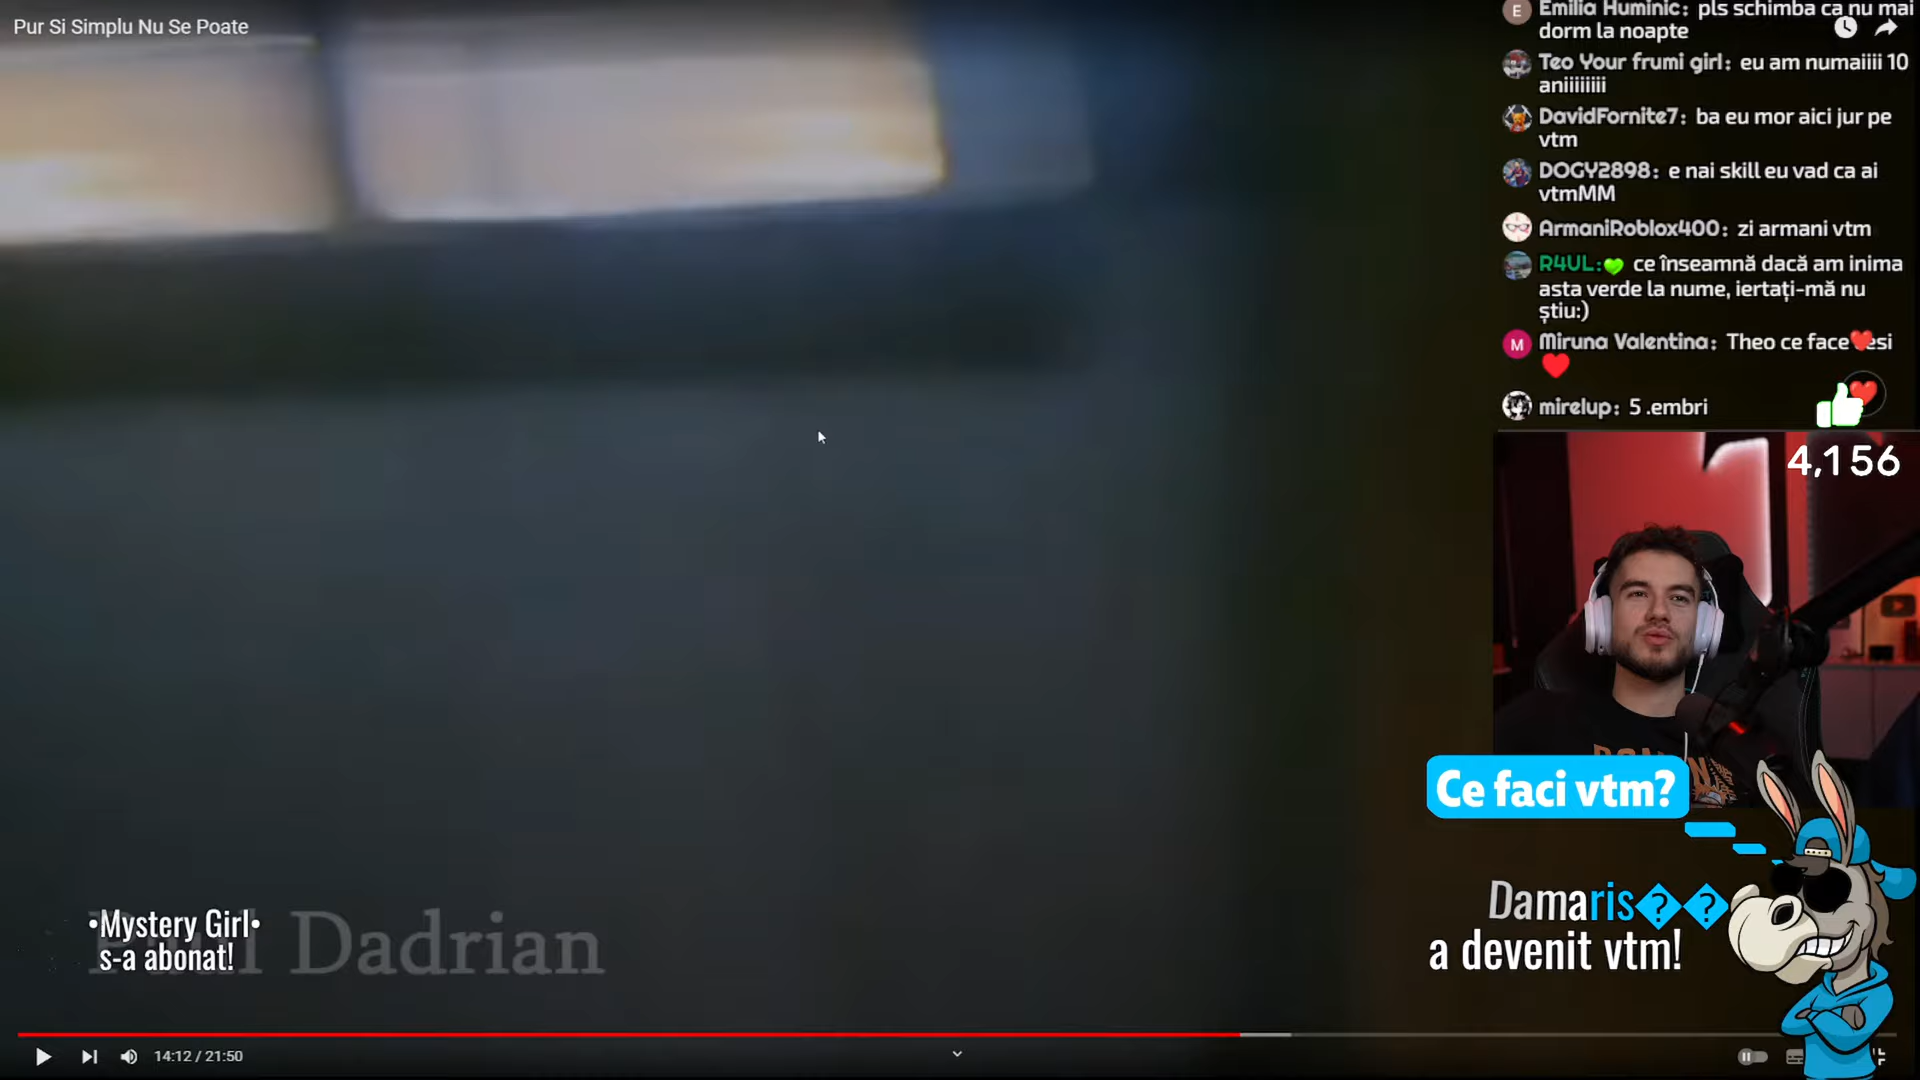 Pur Si Simplu Nu Se Poate
Emilia Huminic: pls schimba ca nu mai
dorm la noapte
Teo Your frumi girl: eu am numaiiii 10
aniiiiiii
DavidFornite7: ba eu mor aici jur pe
vtm
DOGY2898: e nai skill eu vad ca ai
vtmMM
ArmaniRoblox400: zi armani vtm
R4UL:💚 ce înseamnă dacă am inima
asta verde la nume, iertați-mă nu
știu:)
Miruna Valentina: Theo ce face esi
mirelup: 5 .embri
4,156
Ce faci vtm?
Damaris��
a devenit vtm!
•Mystery Girl•
s-a abonat!
Dadrian
14:12 / 21:50